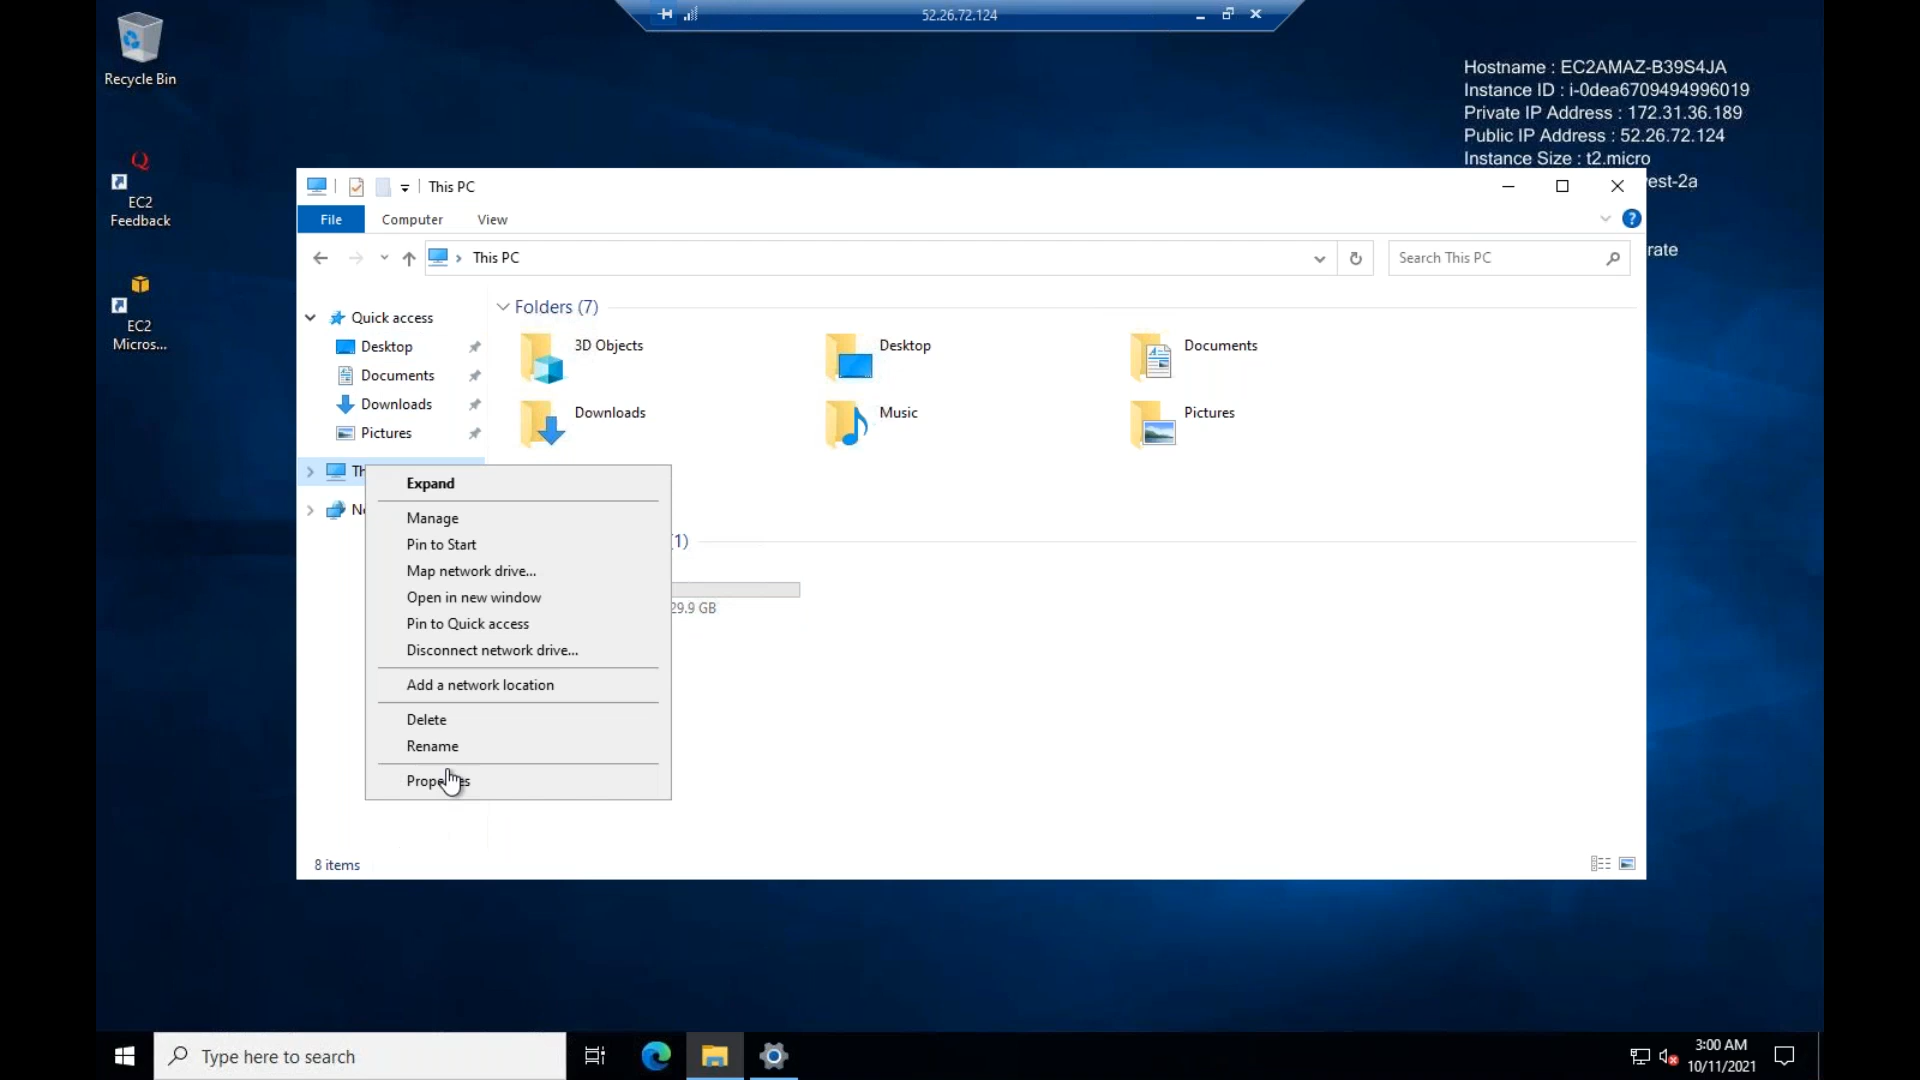 52.26.72.124
Recycle Bin
EC2
Feedback
EC2
Micros...
Hostname : EC2AMAZ-B39S4JA
Instance ID : i-0dea6709494996019
Private IP Address : 172.31.36.189
Public IP Address : 52.26.72.124
Instance Size : t2.micro
est-2a
rate
This PC
File
Computer
View
This PC
Search This PC
Quick access
Desktop
Documents
Downloads
Pictures
Th
Ne
Folders (7)
3D Objects
Desktop
Documents
Downloads
Music
Pictures
(1)
29.9 GB
Expand
Manage
Pin to Start
Map network drive...
Open in new window
Pin to Quick access
Disconnect network drive...
Add a network location
Delete
Rename
Properties
8 items
Type here to search
3:00 AM
10/11/2021